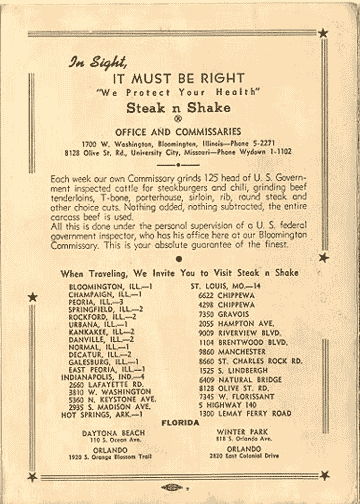 In Sight,
IT MUST BE RIGHT
"We Protect Your Health"
Steak n Shake
®
OFFICE AND COMMISSARIES
1700 W. Washington, Bloomington, Illinois—Phone 5-2271
8128 Olive St. Rd., University City, Missouri—Phone Wydown 1-1102
Each week our own Commissary grinds 125 head of U. S. Govern-
ment inspected cattle for steakburgers and chili, grinding beef
tenderloins, T-bone, porterhouse, sirloin, rib, round steak and
other choice cuts. Nothing added, nothing subtracted, the entire
carcass beef is used.
All this is done under the personal supervision of a U. S. federal
government inspector, who has his office here at our Bloomington
Commissary. This is your absolute guarantee of the finest.
When Traveling, We Invite You to Visit Steak n Shake
BLOOMINGTON, ILL.—1
CHAMPAIGN, ILL.—1
PEORIA, ILL.—3
SPRINGFIELD, ILL.—2
ROCKFORD, ILL.—2
URBANA, ILL.—1
KANKAKEE, ILL.—2
DANVILLE, ILL.—2
NORMAL, ILL.—1
DECATUR, ILL.—2
GALESBURG, ILL.—1
EAST PEORIA, ILL.—1
INDIANAPOLIS, IND.—4
2660 LAFAYETTE RD.
3810 W. WASHINGTON
5360 N. KEYSTONE AVE.
2935 S. MADISON AVE.
HOT SPRINGS, ARK.—1
ST. LOUIS, MO.—14
6622 CHIPPEWA
4298 CHIPPEWA
7350 GRAVOIS
2055 HAMPTON AVE.
9009 RIVERVIEW BLVD.
1104 BRENTWOOD BLVD.
9860 MANCHESTER
8660 ST. CHARLES ROCK RD.
1525 S. LINDBERGH
6409 NATURAL BRIDGE
8128 OLIVE ST. RD.
7345 W. FLORISSANT
5 HIGHWAY 140
1300 LEMAY FERRY ROAD
FLORIDA
DAYTONA BEACH
110 S. Ocean Ave.
WINTER PARK
818 S. Orlando Ave.
ORLANDO
1920 S. Orange Blossom Trail
ORLANDO
2820 East Colonial Drive